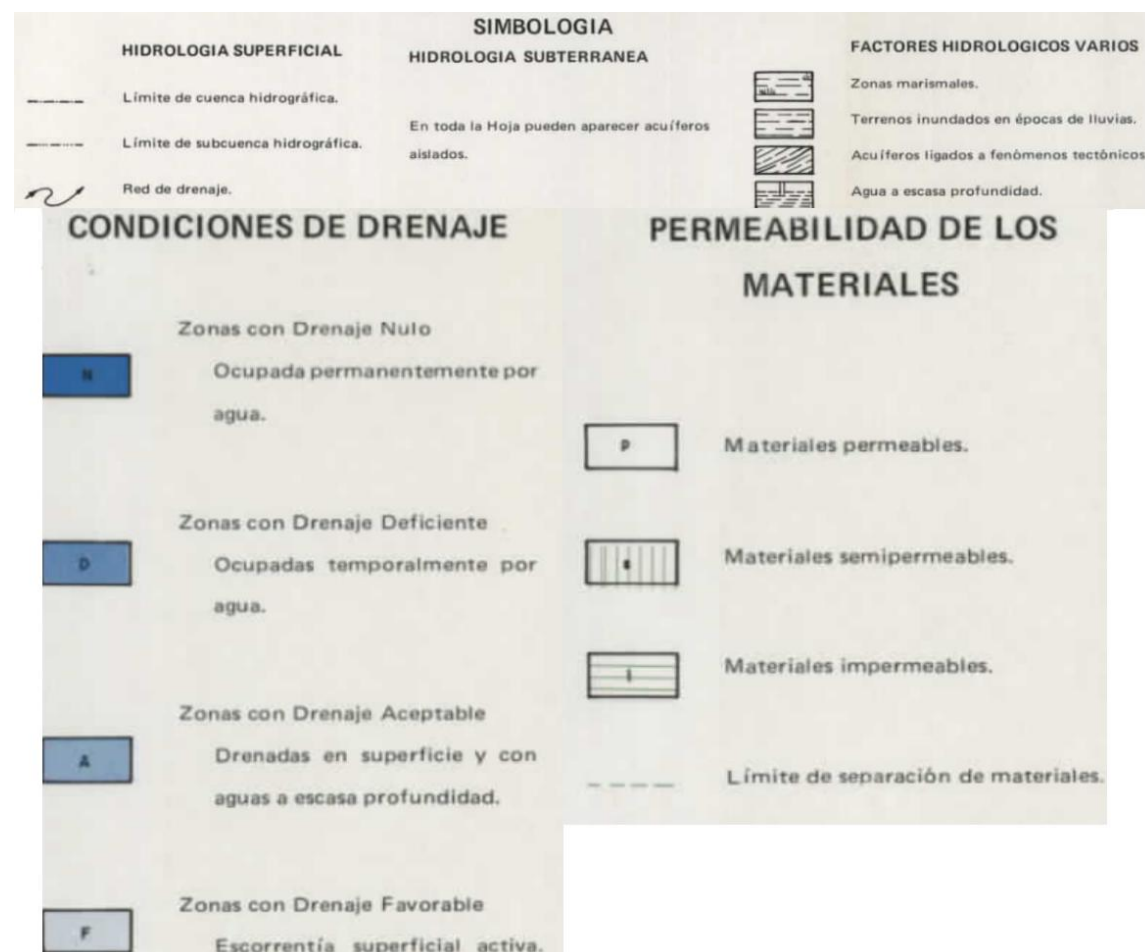 SIMBOLOGIA
HIDROLOGIA SUPERFICIAL
Límite de cuenca hidrográfica.
Límite de subcuenca hidrográfica.
Red de drenaje.
HIDROLOGIA SUBTERRANEA
En toda la Hoja pueden aparecer acuíferos
aislados.
FACTORES HIDROLOGICOS VARIOS
Zonas marismales.
Terrenos inundados en épocas de lluvias.
Acuíferos ligados a fenómenos tectónicos
Agua a escasa profundidad.
CONDICIONES DE DRENAJE
Zonas con Drenaje Nulo
N
Ocupada permanentemente por
agua.
Zonas con Drenaje Deficiente
D
Ocupadas temporalmente por
agua.
Zonas con Drenaje Aceptable
A
Drenadas en superficie y con
aguas a escasa profundidad.
Zonas con Drenaje Favorable
F
Escorrentía superficial activa.
PERMEABILIDAD DE LOS
MATERIALES
P
Materiales permeables.
Materiales semipermeables.
I
Materiales impermeables.
Límite de separación de materiales.